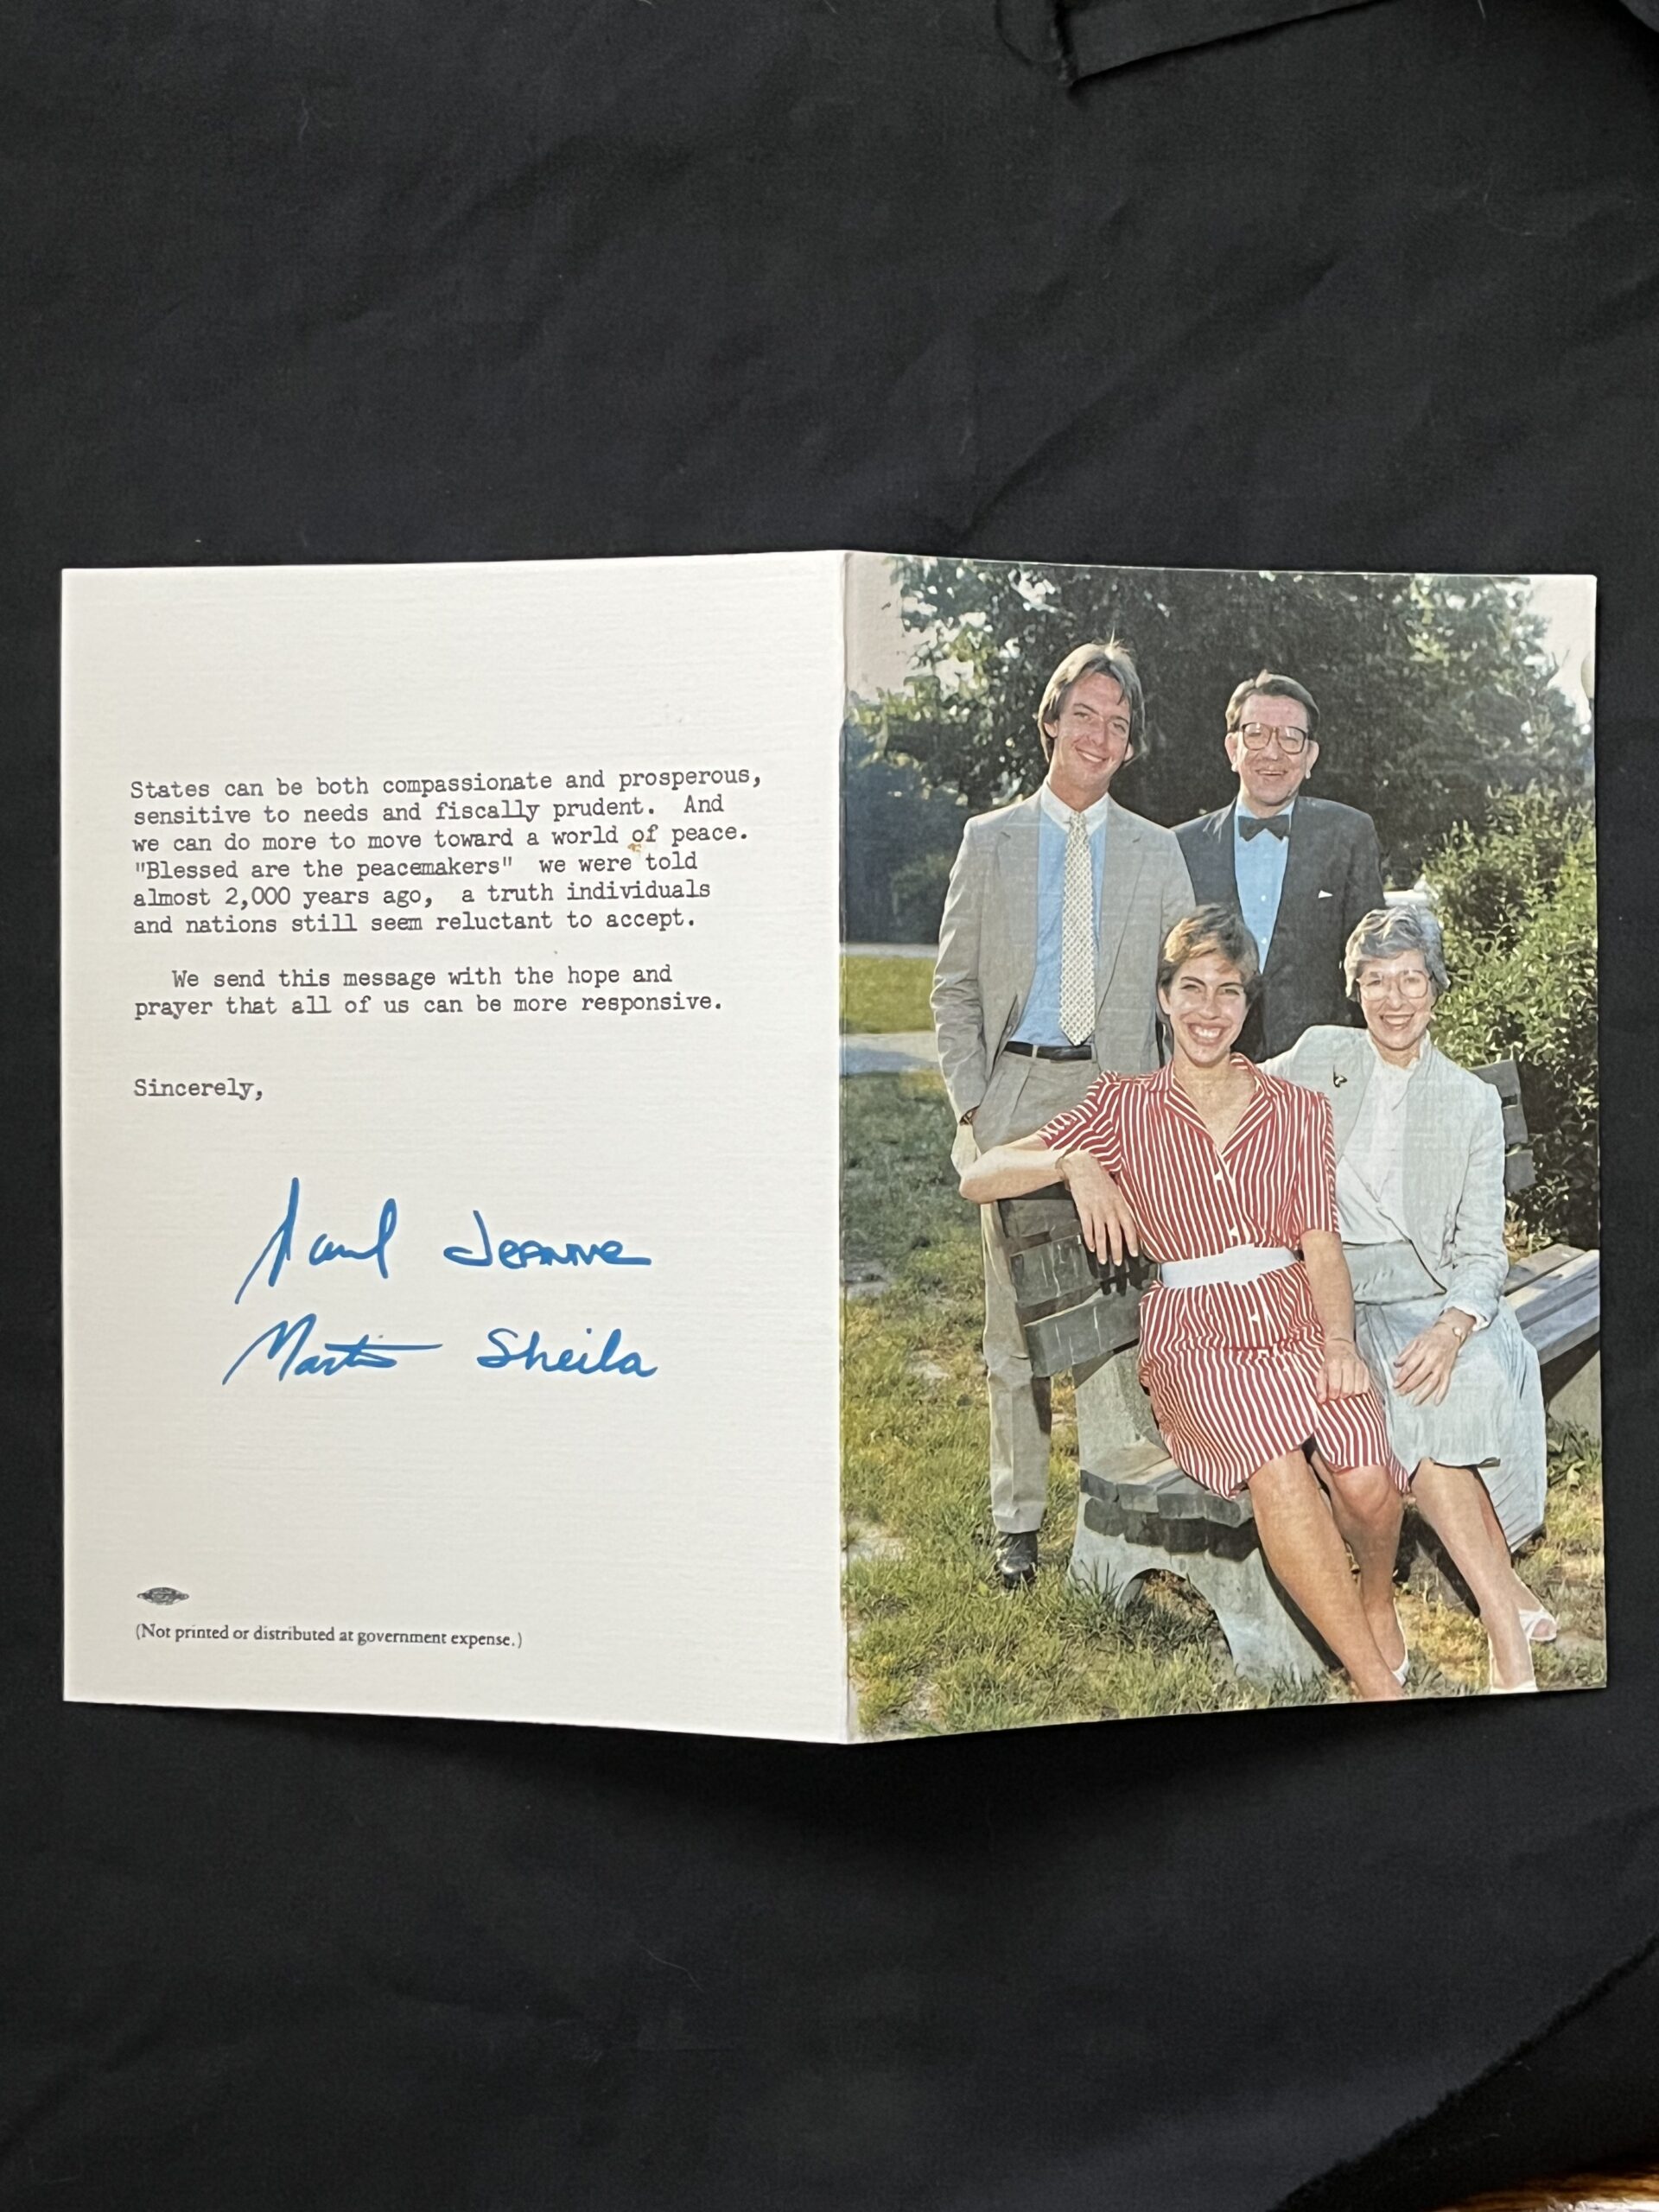 States can be both compassionate and prosperous,
sensitive to needs and fiscally prudent. And
we can do more to move toward a world of peace.
"Blessed are the peacemakers" we were told
almost 2,000 years ago, a truth individuals
and nations still seem reluctant to accept.
We send this message with the hope and
prayer that all of us can be more responsive.
Sincerely,
Paul Jeanne
Martin Sheila
(Not printed or distributed at government expense.)